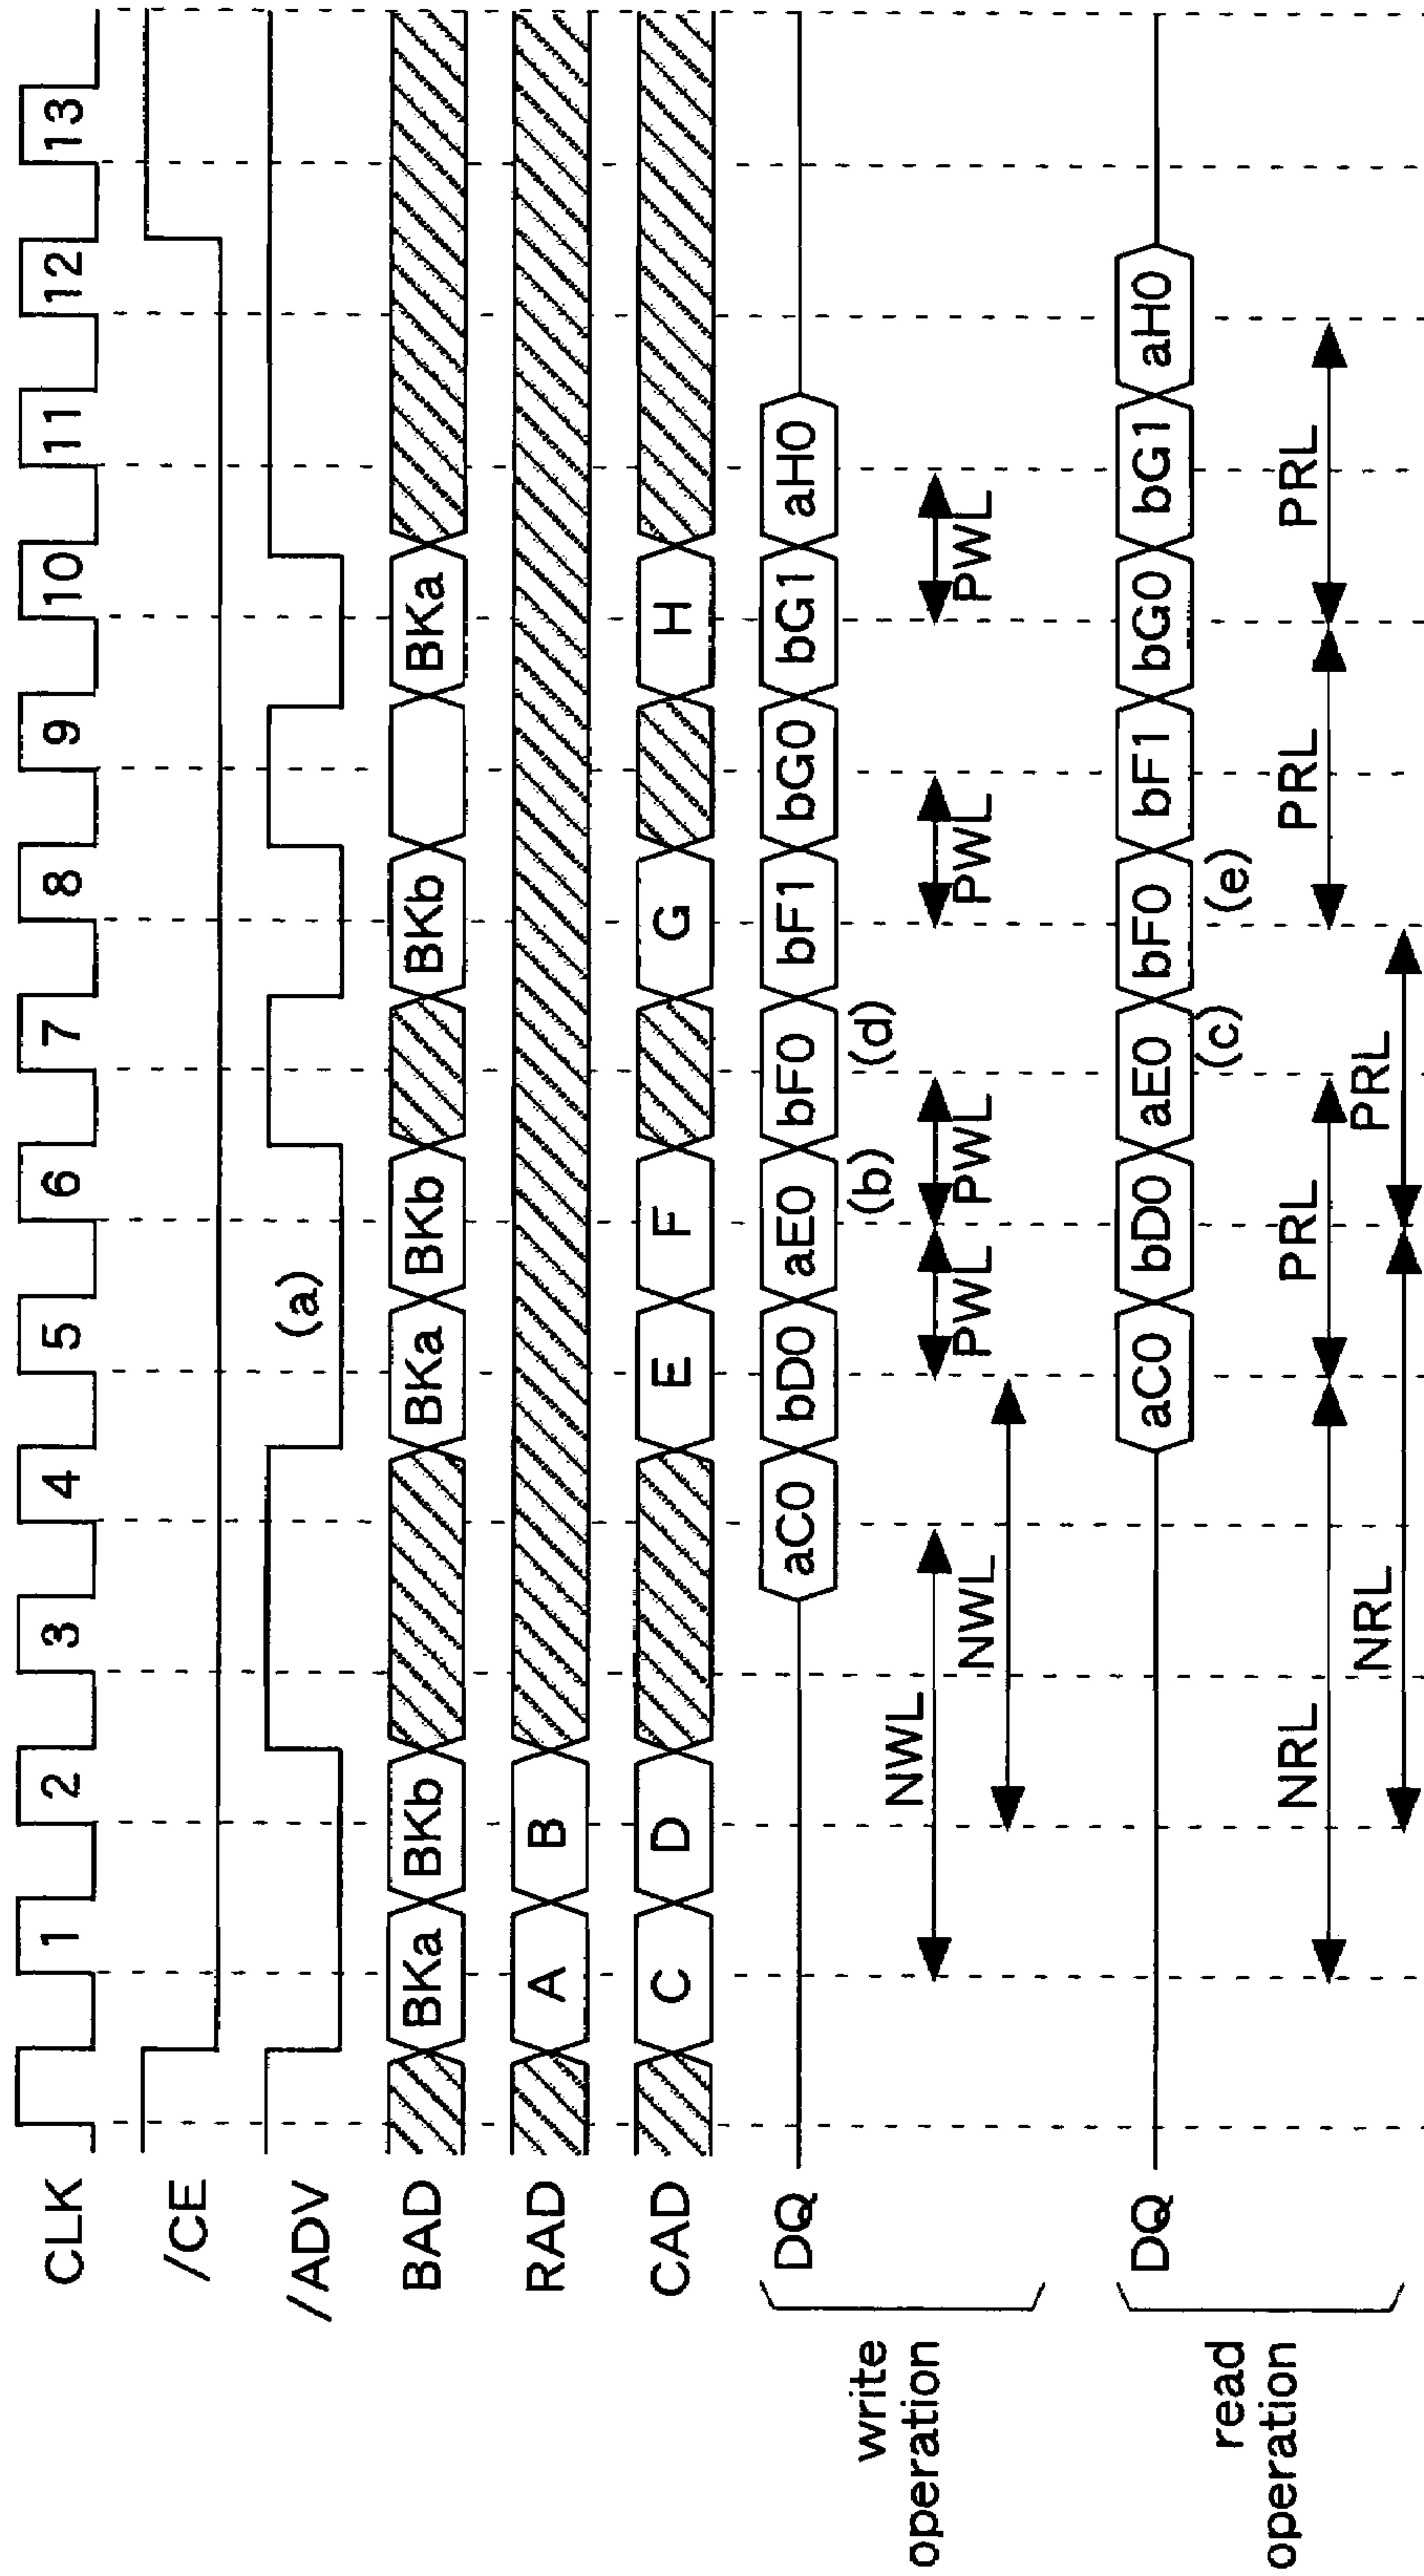 CLK 1 2 3 4 5 6 7 8 9 10 11 12 13
/CE
/ADV (a)
BAD BKa BKb BKa BKb BKb BKa
RAD A B
CAD C D E F G H
DQ aC0 bD0 aE0 bF0 bF1 bG0 bG1 aH0
(b) (d)
write
operation
NWL PWL PWL PWL PWL
NWL
DQ aC0 bD0 aE0 bF0 bF1 bG0 bG1 aH0
(c) (e)
read
operation
NRL PRL PRL PRL
NRL PRL